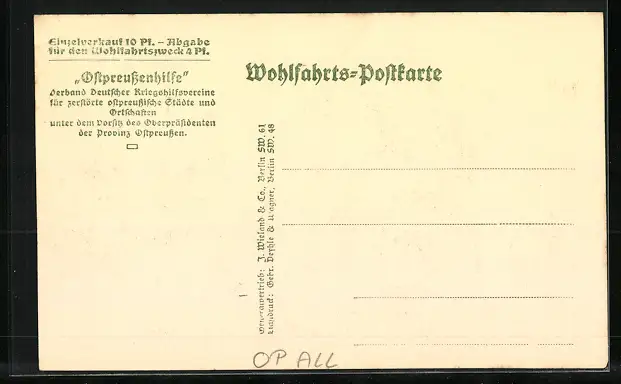 Einzelverkauf 10 Pf. – Abgabe
für den Wohlfahrtszweck 4 Pf.
„Ostpreußenhilfe“
Verband Deutscher Kriegshilfsvereine
für zerstörte ostpreußische Städte und
Ortschaften
unter dem Vorsitz des Oberpräsidenten
der Provinz Ostpreußen.
Wohlfahrts=Postkarte
Generalvertrieb: J. Wieland & Co., Berlin SW. 61
Lichtdruck: Gebr. & Wagner, Berlin SW. 48
OP ALL